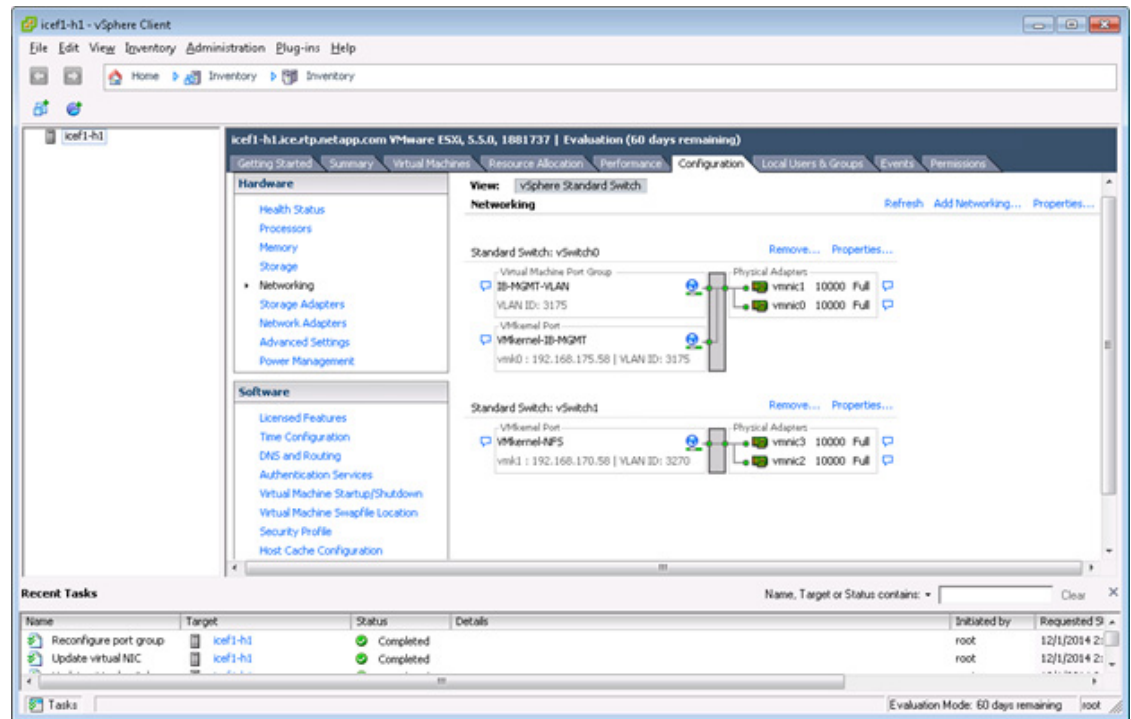 icef1-h1 - vSphere Client
File Edit View Inventory Administration Plug-ins Help
Home Inventory Inventory
icef1-h1
icef1-h1.ice.rtp.netapp.com VMware ESXi, 5.5.0, 1881737 | Evaluation (60 days remaining)
Getting Started Summary Virtual Machines Resource Allocation Performance Configuration Local Users & Groups Events Permissions
Hardware
Health Status
Processors
Memory
Storage
Networking
Storage Adapters
Network Adapters
Advanced Settings
Power Management
Software
Licensed Features
Time Configuration
DNS and Routing
Authentication Services
Virtual Machine Startup/Shutdown
Virtual Machine Swapfile Location
Security Profile
Host Cache Configuration
View: vSphere Standard Switch
Networking Refresh Add Networking... Properties...
Standard Switch: vSwitch0 Remove... Properties...
Virtual Machine Port Group Physical Adapters
IB-MGMT-VLAN vmnic1 10000 Full
VLAN ID: 3175 vmnic0 10000 Full
VMkernel Port
VMkernel-IB-MGMT
vmk0 : 192.168.175.58 | VLAN ID: 3175
Standard Switch: vSwitch1 Remove... Properties...
VMkernel Port Physical Adapters
VMkernel-NFS vmnic3 10000 Full
vmk1 : 192.168.170.58 | VLAN ID: 3270 vmnic2 10000 Full
Recent Tasks Name, Target or Status contains: Clear
Name Target Status Details Initiated by Requested S
Reconfigure port group icef1-h1 Completed root 12/1/2014 2:
Update virtual NIC icef1-h1 Completed root 12/1/2014 2:
Tasks Evaluation Mode: 60 days remaining root